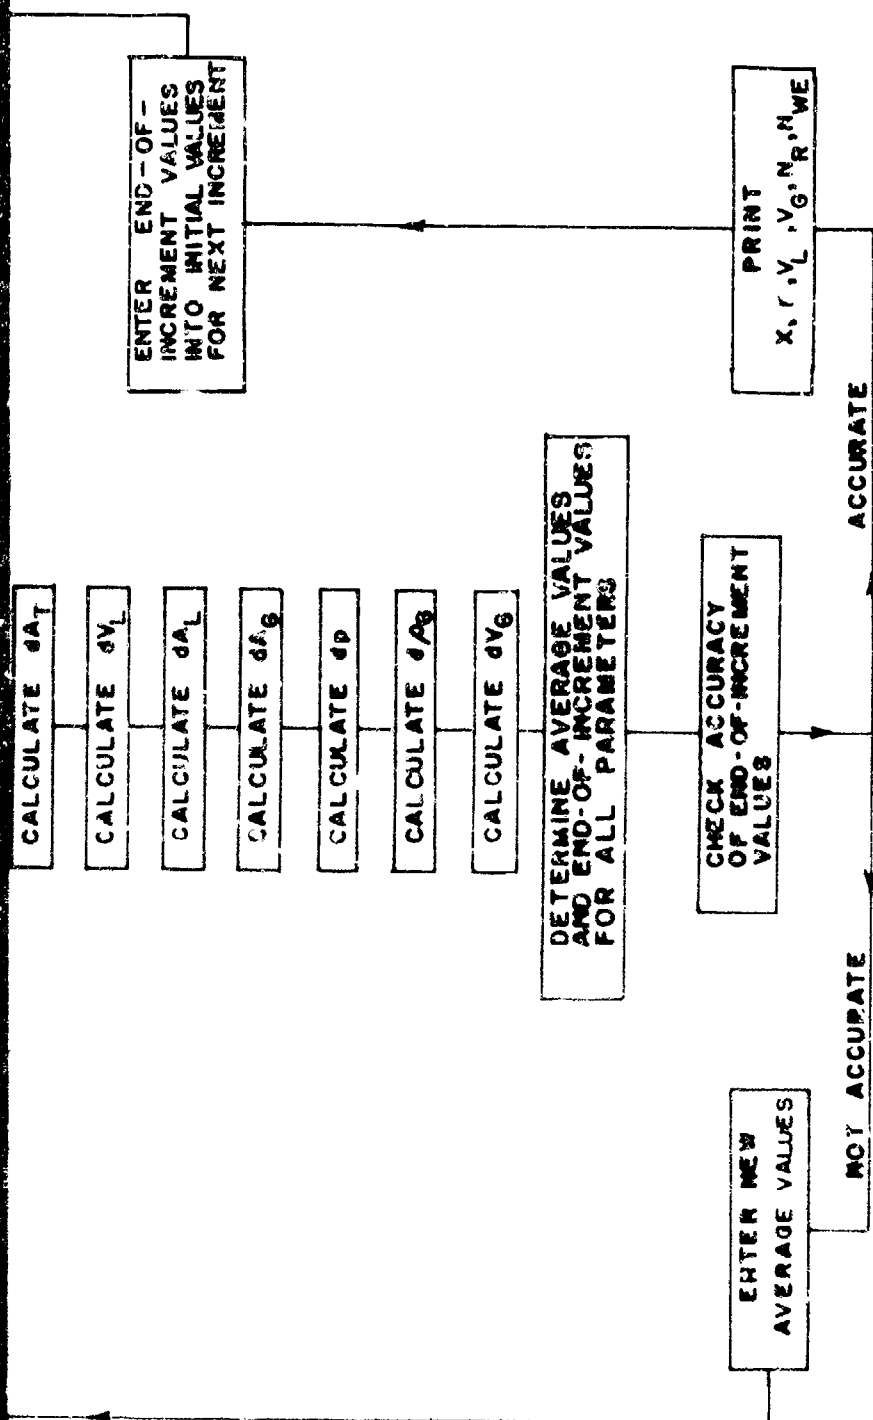 CALCULATE dA_T
CALCULATE dV_L
CALCULATE dA_L
CALCULATE dA_G
CALCULATE dp
CALCULATE dρ_G
CALCULATE dV_G
DETERMINE AVERAGE VALUES
AND END-OF-INCREMENT VALUES
FOR ALL PARAMETERS
CHECK ACCURACY
OF END-OF-INCREMENT
VALUES
NOT ACCURATE
ACCURATE
ENTER NEW
AVERAGE VALUES
PRINT
X, r, V_L, V_G, N_R, N_WE
ENTER END-OF-
INCREMENT VALUES
INTO INITIAL VALUES
FOR NEXT INCREMENT